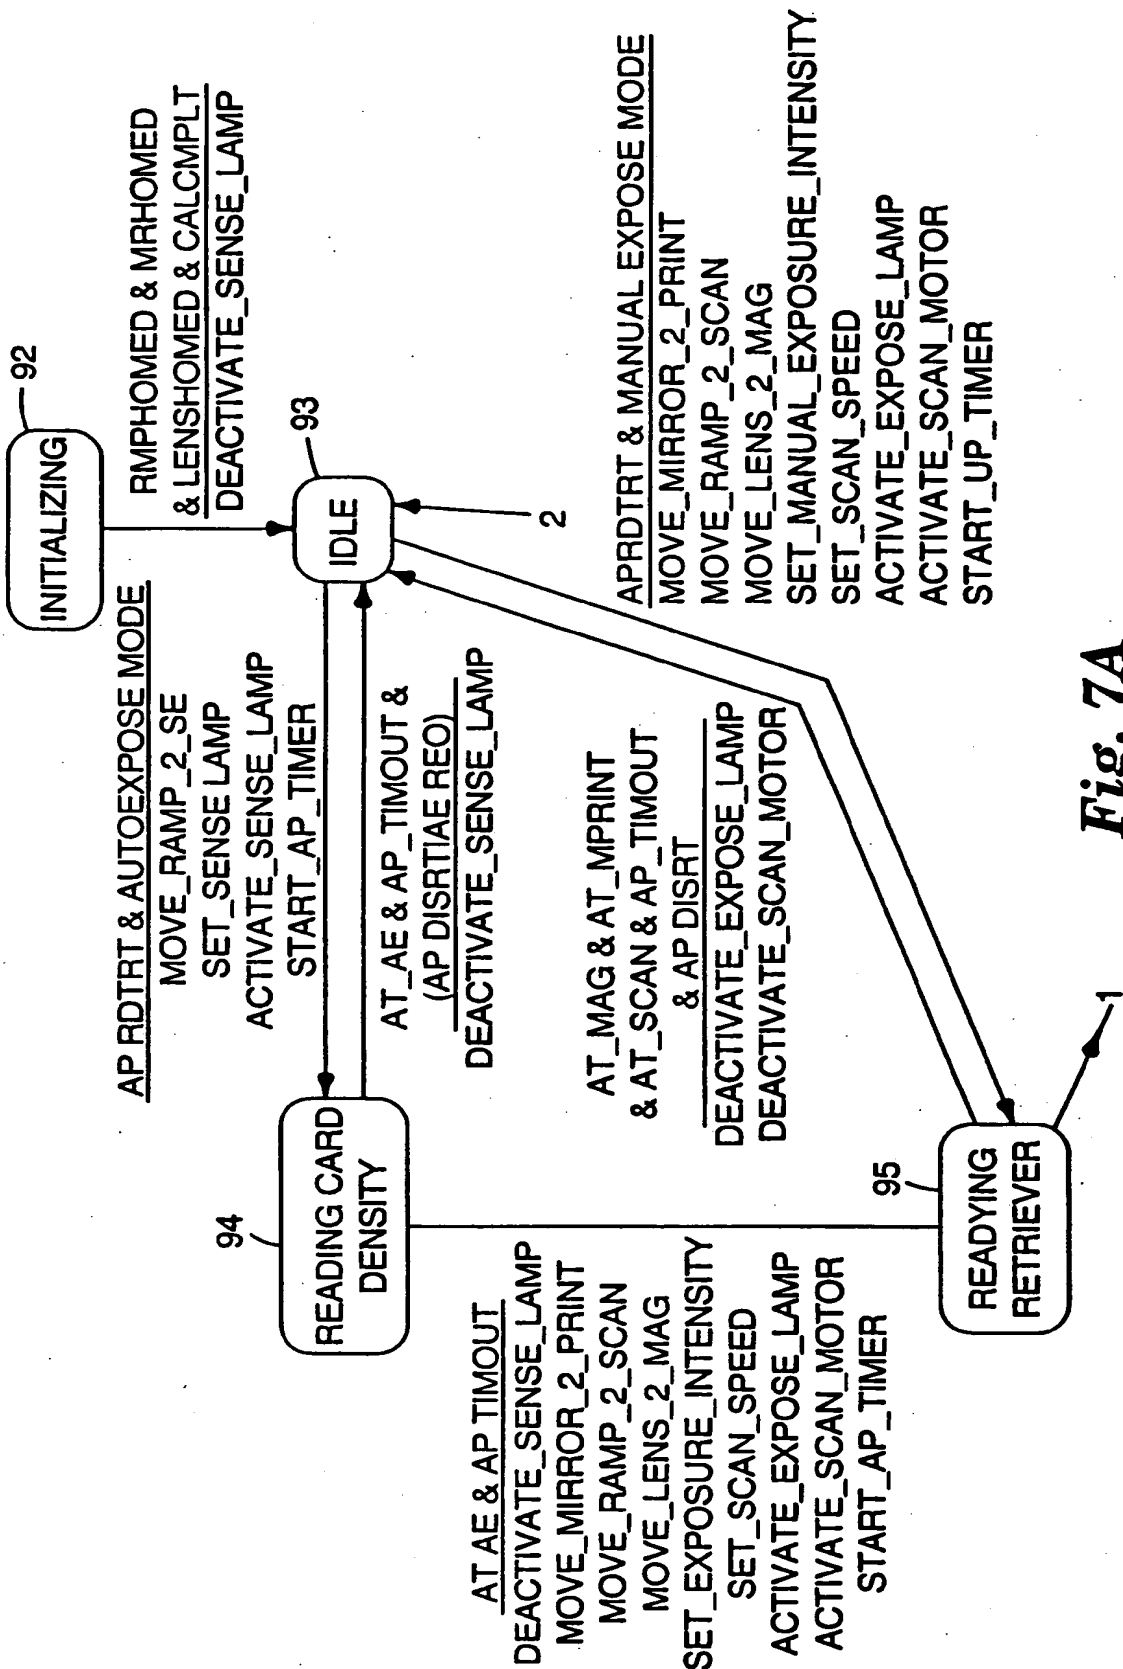 INITIALIZING
92
RMPHOMED & MRHOMED
& LENSHOMED & CALCMPLT
DEACTIVATE_SENSE_LAMP
AP RDTRT & AUTOEXPOSE MODE
MOVE_RAMP_2_SE
SET_SENSE LAMP
ACTIVATE_SENSE_LAMP
START_AP_TIMER
IDLE
93
2
AT_AE & AP_TIMOUT &
(AP DISRTIAE REO)
DEACTIVATE_SENSE_LAMP
94
READING CARD
DENSITY
APRDTRT & MANUAL EXPOSE MODE
MOVE_MIRROR_2_PRINT
MOVE_RAMP_2_SCAN
MOVE_LENS_2_MAG
SET_MANUAL_EXPOSURE_INTENSITY
SET_SCAN_SPEED
ACTIVATE_EXPOSE_LAMP
ACTIVATE_SCAN_MOTOR
START_UP_TIMER
AT_MAG & AT_MPRINT
& AT_SCAN & AP_TIMOUT
& AP DISRT
DEACTIVATE_EXPOSE_LAMP
DEACTIVATE_SCAN_MOTOR
AT AE & AP TIMOUT
DEACTIVATE_SENSE_LAMP
MOVE_MIRROR_2_PRINT
MOVE_RAMP_2_SCAN
MOVE_LENS_2_MAG
SET_EXPOSURE_INTENSITY
SET_SCAN_SPEED
ACTIVATE_EXPOSE_LAMP
ACTIVATE_SCAN_MOTOR
START_AP_TIMER
95
READYING
RETRIEVER
1
Fig. 7A